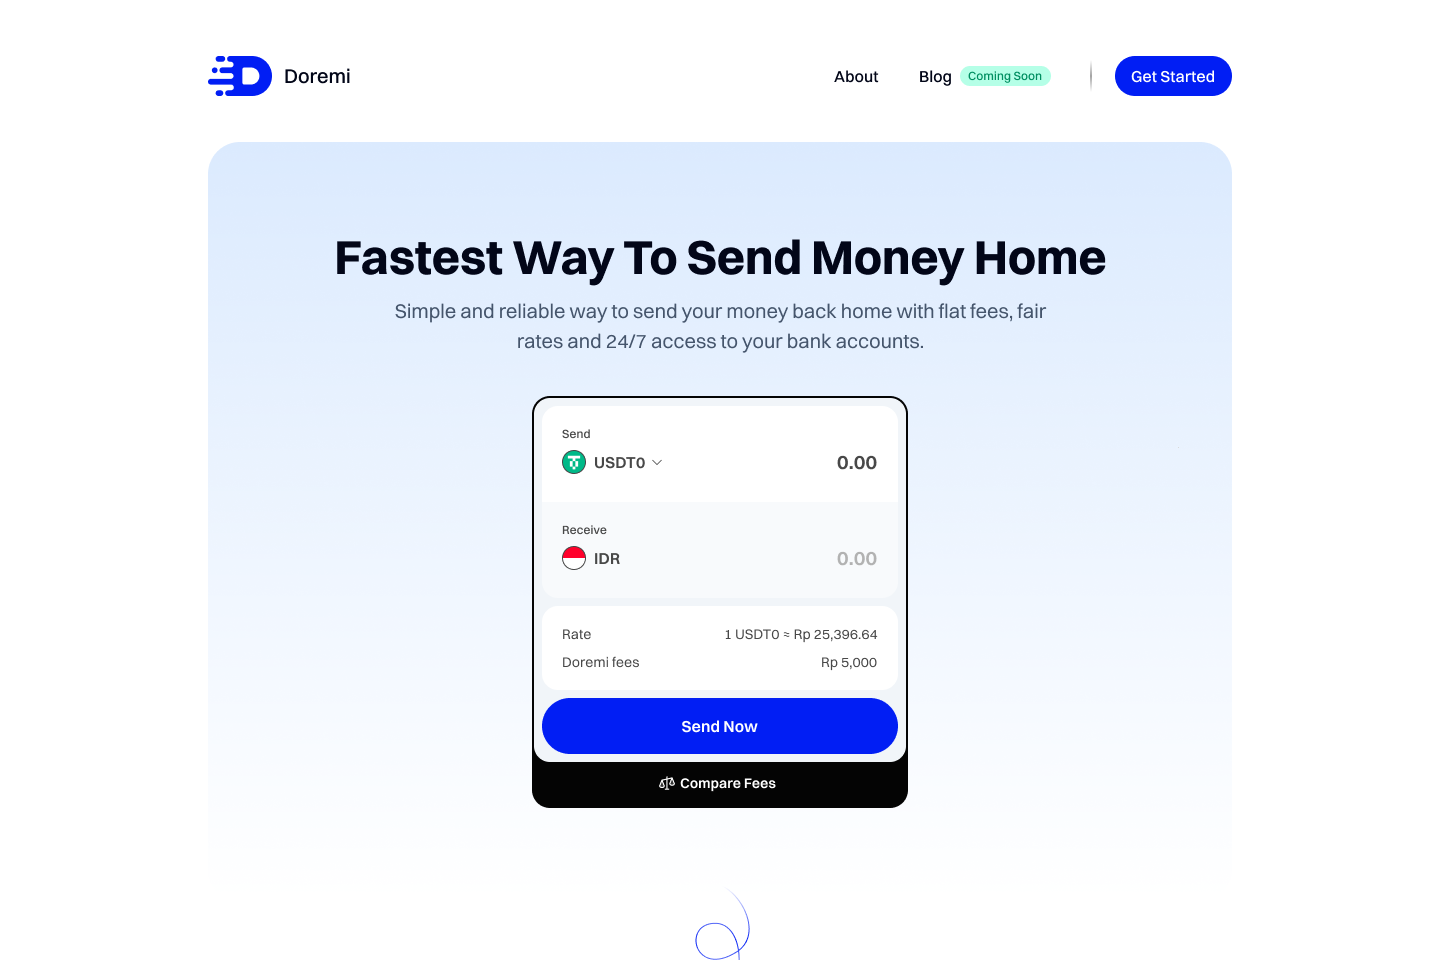 Doremi
About
Blog
Coming Soon
Get Started
Fastest Way To Send Money Home
Simple and reliable way to send your money back home with flat fees, fair
rates and 24/7 access to your bank accounts.
Send
USDT0
0.00
Receive
IDR
0.00
Rate
1 USDT0 ≈ Rp 25,396.64
Doremi fees
Rp 5,000
Send Now
Compare Fees